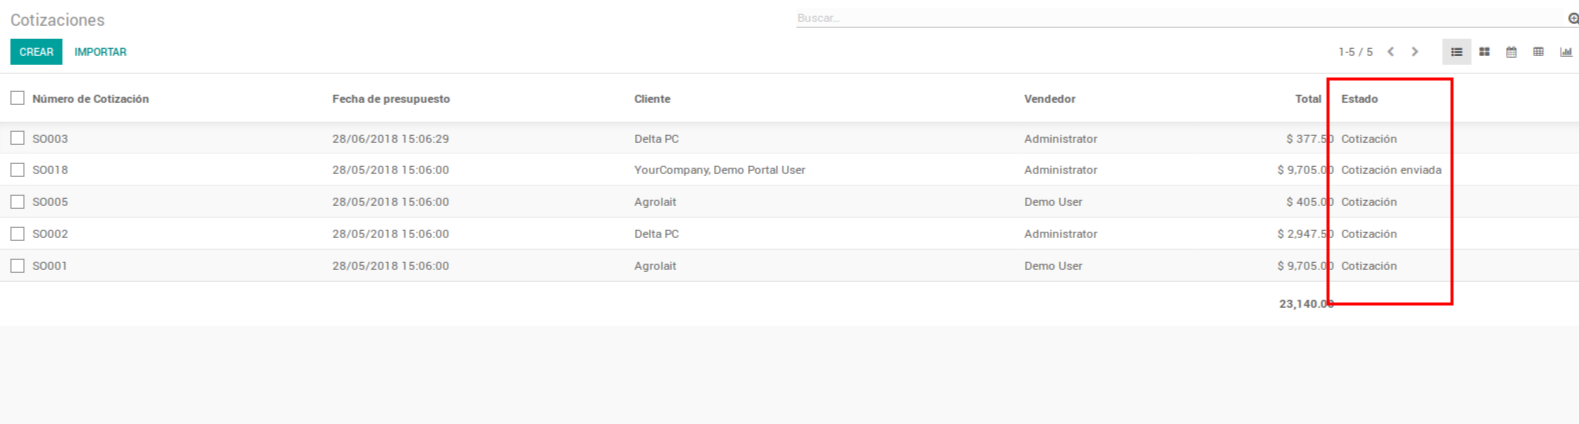 Cotizaciones Buscar...
CREAR IMPORTAR 1-5 / 5
Número de Cotización Fecha de presupuesto Cliente Vendedor Total Estado
SO003 28/06/2018 15:06:29 Delta PC Administrator $ 377.50 Cotización
SO018 28/05/2018 15:06:00 YourCompany, Demo Portal User Administrator $ 9,705.00 Cotización enviada
SO005 28/05/2018 15:06:00 Agrolait Demo User $ 405.00 Cotización
SO002 28/05/2018 15:06:00 Delta PC Administrator $ 2,947.50 Cotización
SO001 28/05/2018 15:06:00 Agrolait Demo User $ 9,705.00 Cotización
23,140.00